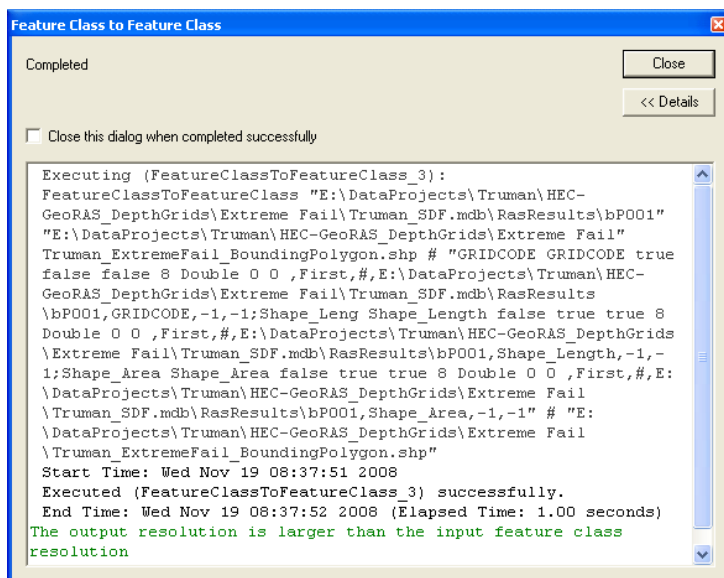 Feature Class to Feature Class
Completed
Close
<< Details
Close this dialog when completed successfully
Executing (FeatureClassToFeatureClass_3):
FeatureClassToFeatureClass "E:\DataProjects\Truman\HEC-
GeoRAS_DepthGrids\Extreme Fail\Truman_SDF.mdb\RasResults\bP001"
"E:\DataProjects\Truman\HEC-GeoRAS_DepthGrids\Extreme Fail"
Truman_ExtremeFail_BoundingPolygon.shp # "GRIDCODE GRIDCODE true
false false 8 Double 0 0 ,First,#,E:\DataProjects\Truman\HEC-
GeoRAS_DepthGrids\Extreme Fail\Truman_SDF.mdb\RasResults
\bP001,GRIDCODE,-1,-1;Shape_Leng Shape_Length false true true 8
Double 0 0 ,First,#,E:\DataProjects\Truman\HEC-GeoRAS_DepthGrids
\Extreme Fail\Truman_SDF.mdb\RasResults\bP001,Shape_Length,-1,-
1;Shape_Area Shape_Area false true true 8 Double 0 0 ,First,#,E:
\DataProjects\Truman\HEC-GeoRAS_DepthGrids\Extreme Fail
\Truman_SDF.mdb\RasResults\bP001,Shape_Area,-1,-1" # "E:
\DataProjects\Truman\HEC-GeoRAS_DepthGrids\Extreme Fail
\Truman_ExtremeFail_BoundingPolygon.shp"
Start Time: Wed Nov 19 08:37:51 2008
Executed (FeatureClassToFeatureClass_3) successfully.
End Time: Wed Nov 19 08:37:52 2008 (Elapsed Time: 1.00 seconds)
The output resolution is larger than the input feature class
resolution